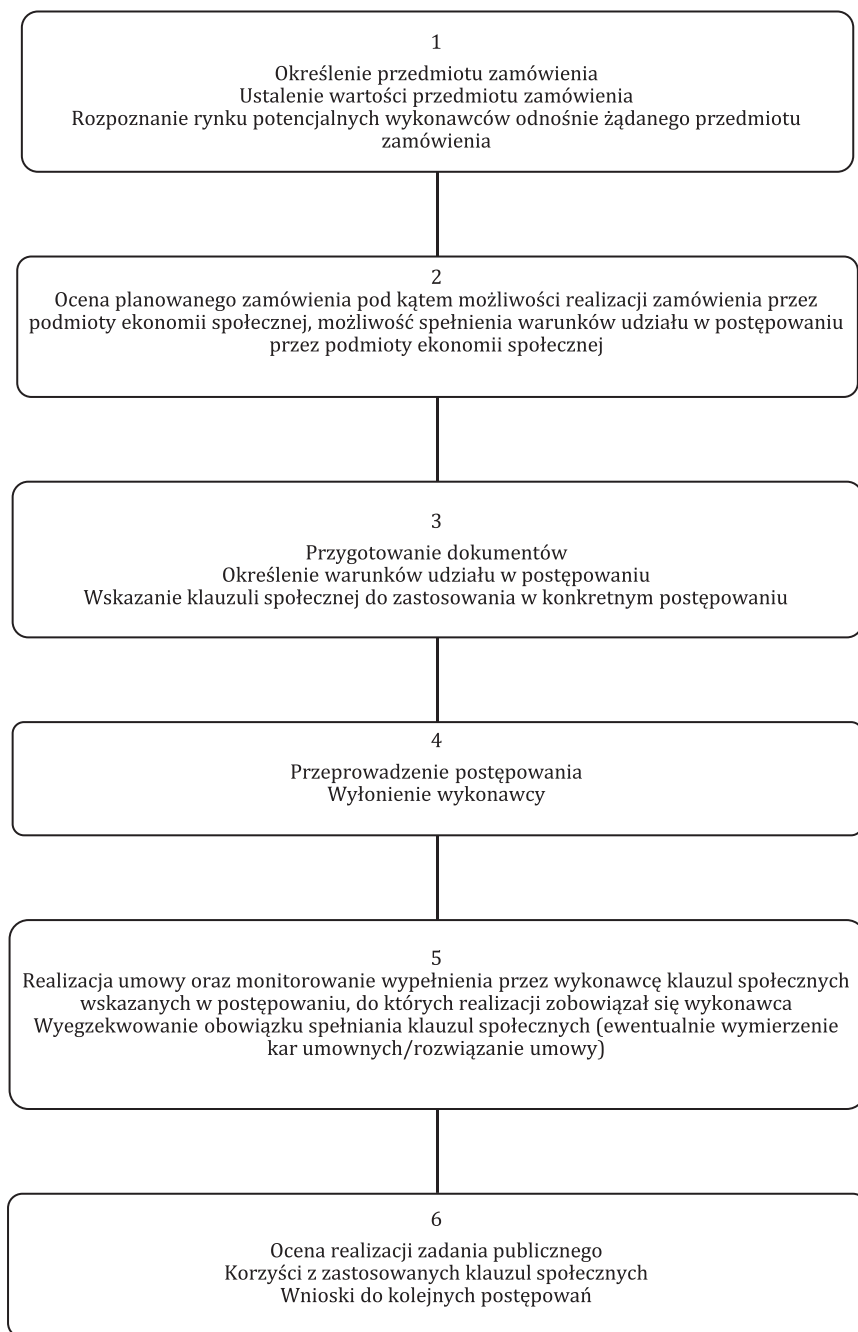 1
Określenie przedmiotu zamówienia
Ustalenie wartości przedmiotu zamówienia
Rozpoznanie rynku potencjalnych wykonawców odnośnie żądanego przedmiotu
zamówienia
2
Ocena planowanego zamówienia pod kątem możliwości realizacji zamówienia przez
podmioty ekonomii społecznej, możliwość spełnienia warunków udziału w postępowaniu
przez podmioty ekonomii społecznej
3
Przygotowanie dokumentów
Określenie warunków udziału w postępowaniu
Wskazanie klauzuli społecznej do zastosowania w konkretnym postępowaniu
4
Przeprowadzenie postępowania
Wyłonienie wykonawcy
5
Realizacja umowy oraz monitorowanie wypełnienia przez wykonawcę klauzul społecznych
wskazanych w postępowaniu, do których realizacji zobowiązał się wykonawca
Wyegzekwowanie obowiązku spełniania klauzul społecznych (ewentualnie wymierzenie
kar umownych/rozwiązanie umowy)
6
Ocena realizacji zadania publicznego
Korzyści z zastosowanych klauzul społecznych
Wnioski do kolejnych postępowań